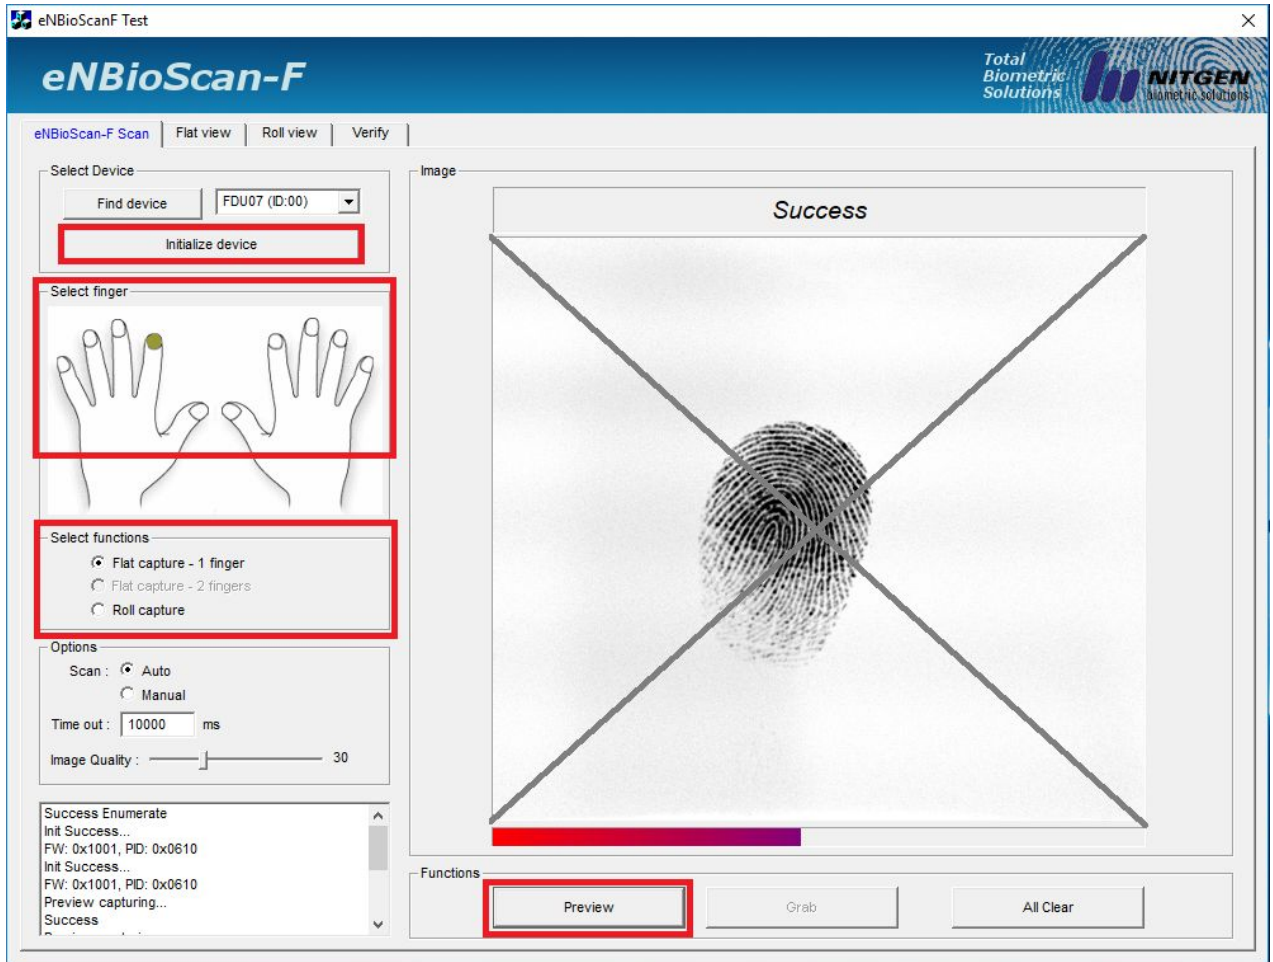 eNBioScanF Test
eNBioScan-F
Total
Biometric
Solutions
NITGEN
biometric solutions
eNBioScan-F Scan
Flat view
Roll view
Verify
Select Device
Find device
FDU07 (ID:00)
Initialize device
Select finger
Select functions
Flat capture - 1 finger
Flat capture - 2 fingers
Roll capture
Options
Scan : Auto
Manual
Time out : 10000 ms
Image Quality : 30
Success Enumerate
Init Success...
FW: 0x1001, PID: 0x0610
Init Success...
FW: 0x1001, PID: 0x0610
Preview capturing...
Success
Image
Success
Functions
Preview
Grab
All Clear